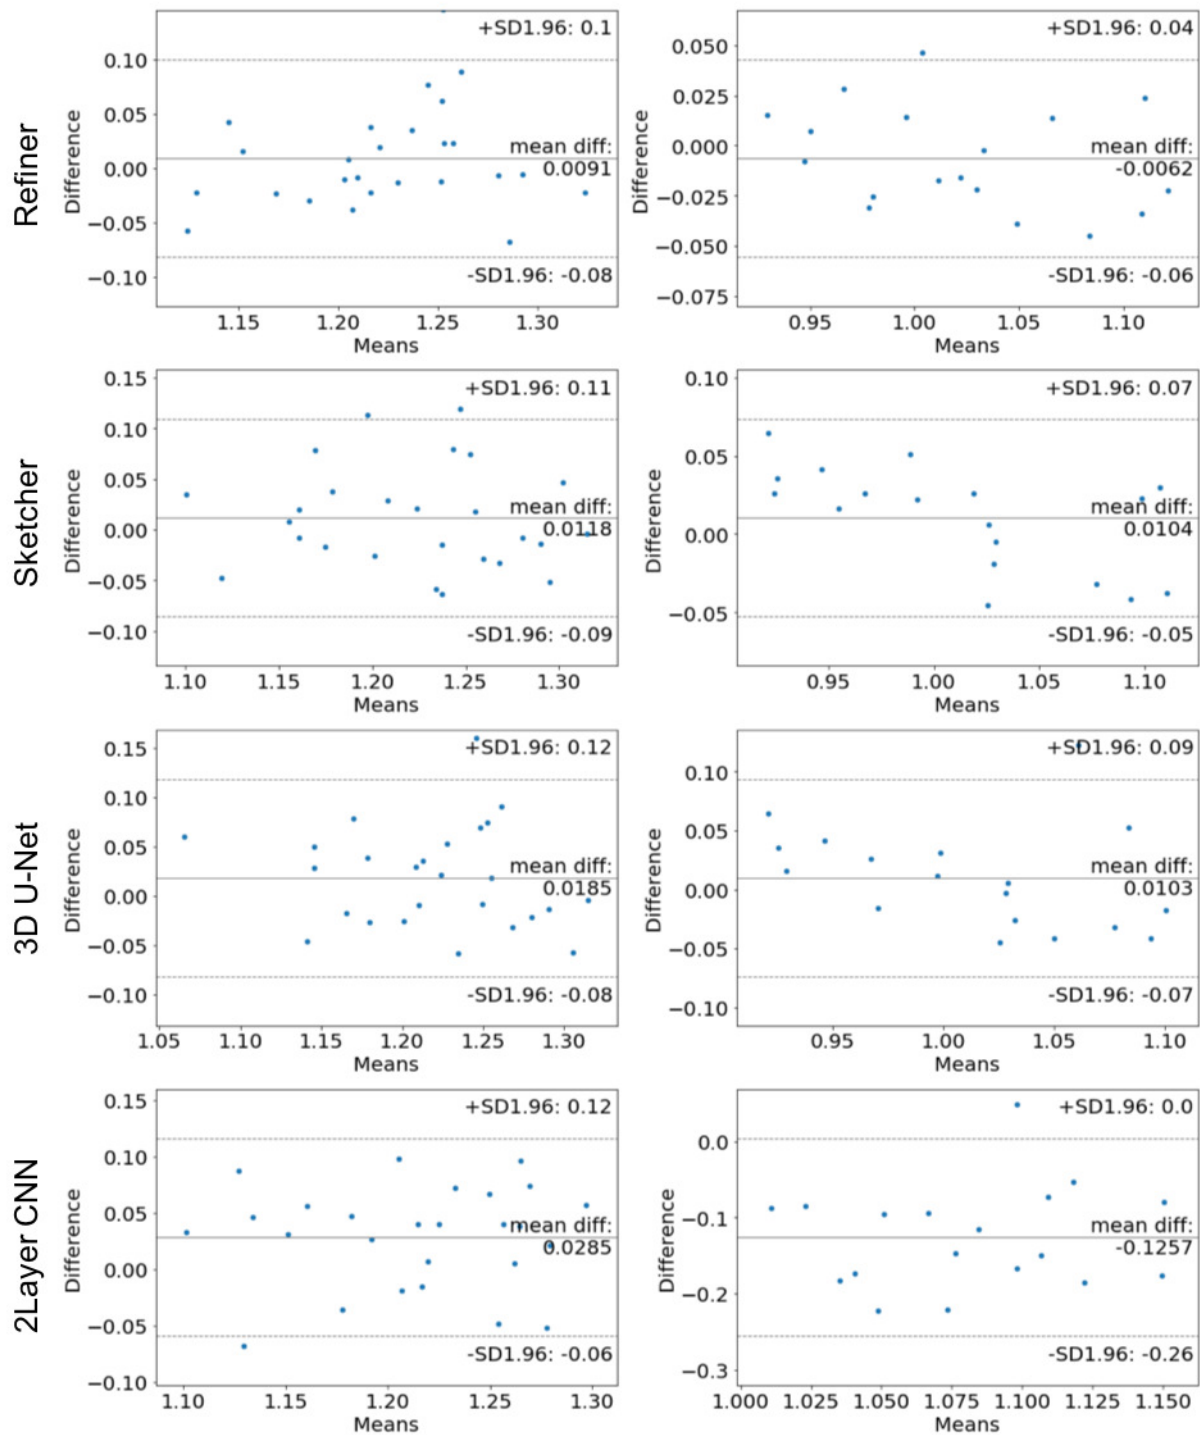 Refiner
Difference
0.10
0.05
0.00
−0.05
−0.10
+SD1.96: 0.1
mean diff:
0.0091
-SD1.96: -0.08
1.15 1.20 1.25 1.30
Means
Difference
0.050
0.025
0.000
−0.025
−0.050
−0.075
+SD1.96: 0.04
mean diff:
-0.0062
-SD1.96: -0.06
0.95 1.00 1.05 1.10
Means
Sketcher
Difference
0.15
0.10
0.05
0.00
−0.05
−0.10
+SD1.96: 0.11
mean diff:
0.0118
-SD1.96: -0.09
1.10 1.15 1.20 1.25 1.30
Means
Difference
0.10
0.05
0.00
−0.05
+SD1.96: 0.07
mean diff:
0.0104
-SD1.96: -0.05
0.95 1.00 1.05 1.10
Means
3D U-Net
Difference
0.15
0.10
0.05
0.00
−0.05
−0.10
+SD1.96: 0.12
mean diff:
0.0185
-SD1.96: -0.08
1.05 1.10 1.15 1.20 1.25 1.30
Means
Difference
0.10
0.05
0.00
−0.05
−0.10
+SD1.96: 0.09
mean diff:
0.0103
-SD1.96: -0.07
0.95 1.00 1.05 1.10
Means
2Layer CNN
Difference
0.15
0.10
0.05
0.00
−0.05
−0.10
+SD1.96: 0.12
mean diff:
0.0285
-SD1.96: -0.06
1.10 1.15 1.20 1.25 1.30
Means
Difference
0.0
−0.1
−0.2
−0.3
+SD1.96: 0.0
mean diff:
-0.1257
-SD1.96: -0.26
1.000 1.025 1.050 1.075 1.100 1.125 1.150
Means